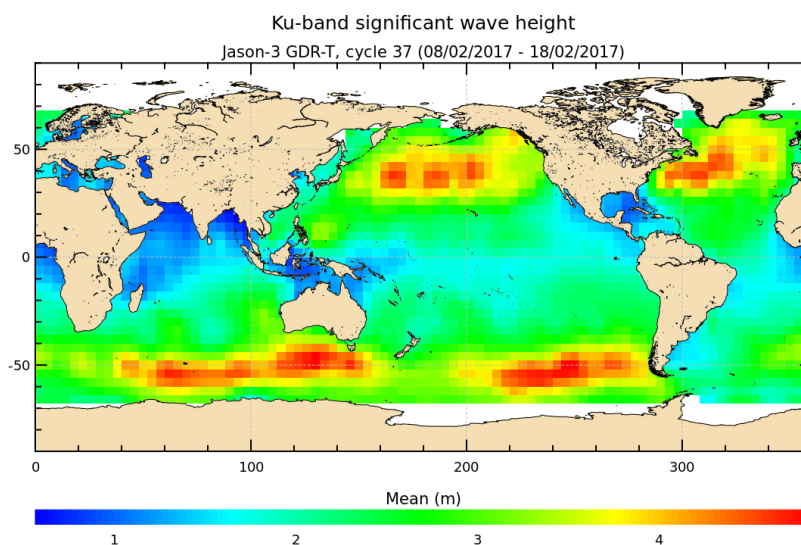 Ku-band significant wave height
Jason-3 GDR-T, cycle 37 (08/02/2017 - 18/02/2017)
50
0
-50
0 100 200 300
Mean (m)
1 2 3 4